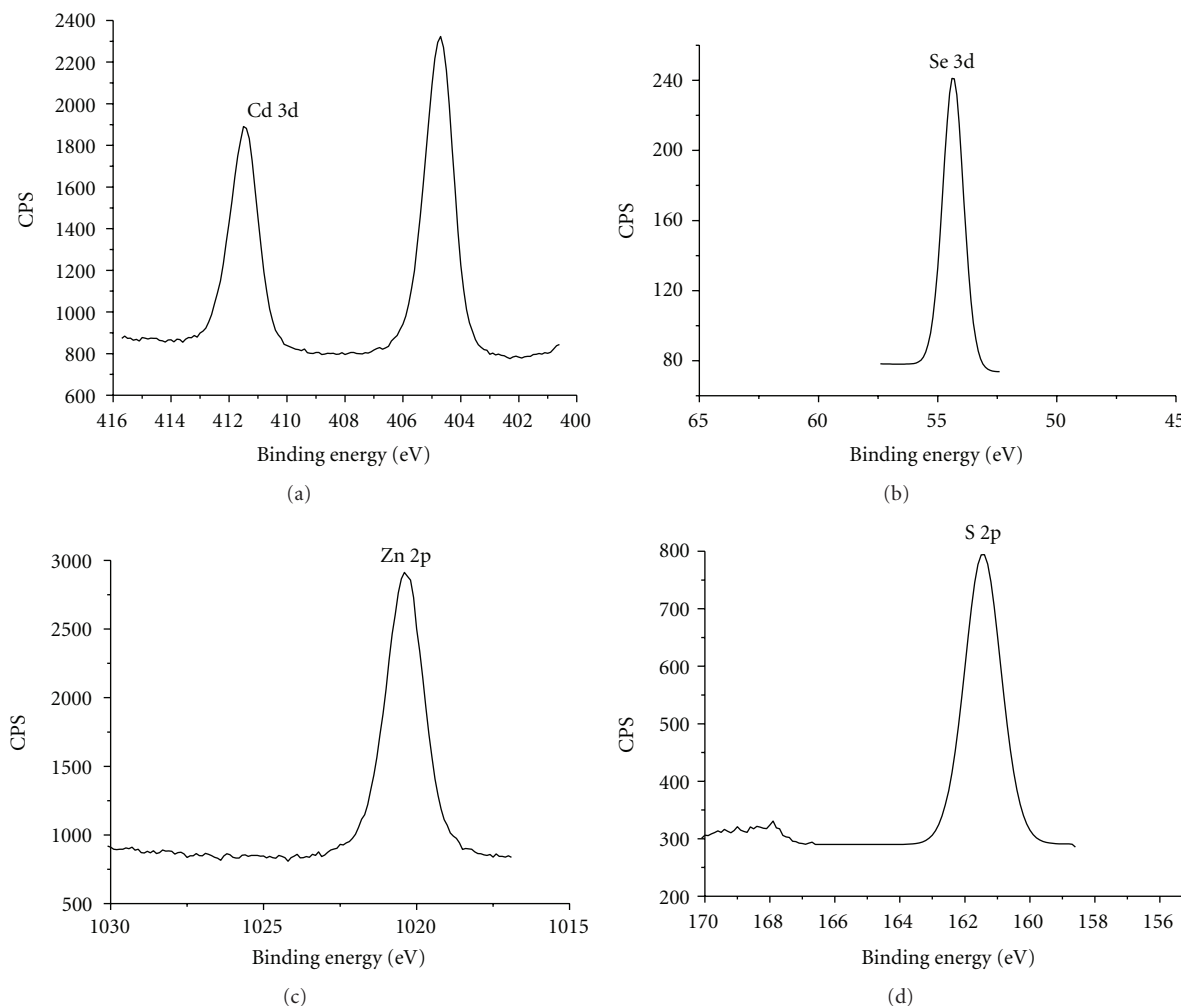 2400
2200
2000
1800
1600
1400
1200
1000
800
600
CPS
Cd 3d
416 414 412 410 408 406 404 402 400
Binding energy (eV)
(a)
240
200
160
120
80
CPS
Se 3d
65 60 55 50 45
Binding energy (eV)
(b)
3000
2500
2000
1500
1000
500
CPS
Zn 2p
1030 1025 1020 1015
Binding energy (eV)
(c)
800
700
600
500
400
300
200
CPS
S 2p
170 168 166 164 162 160 158 156
Binding energy (eV)
(d)